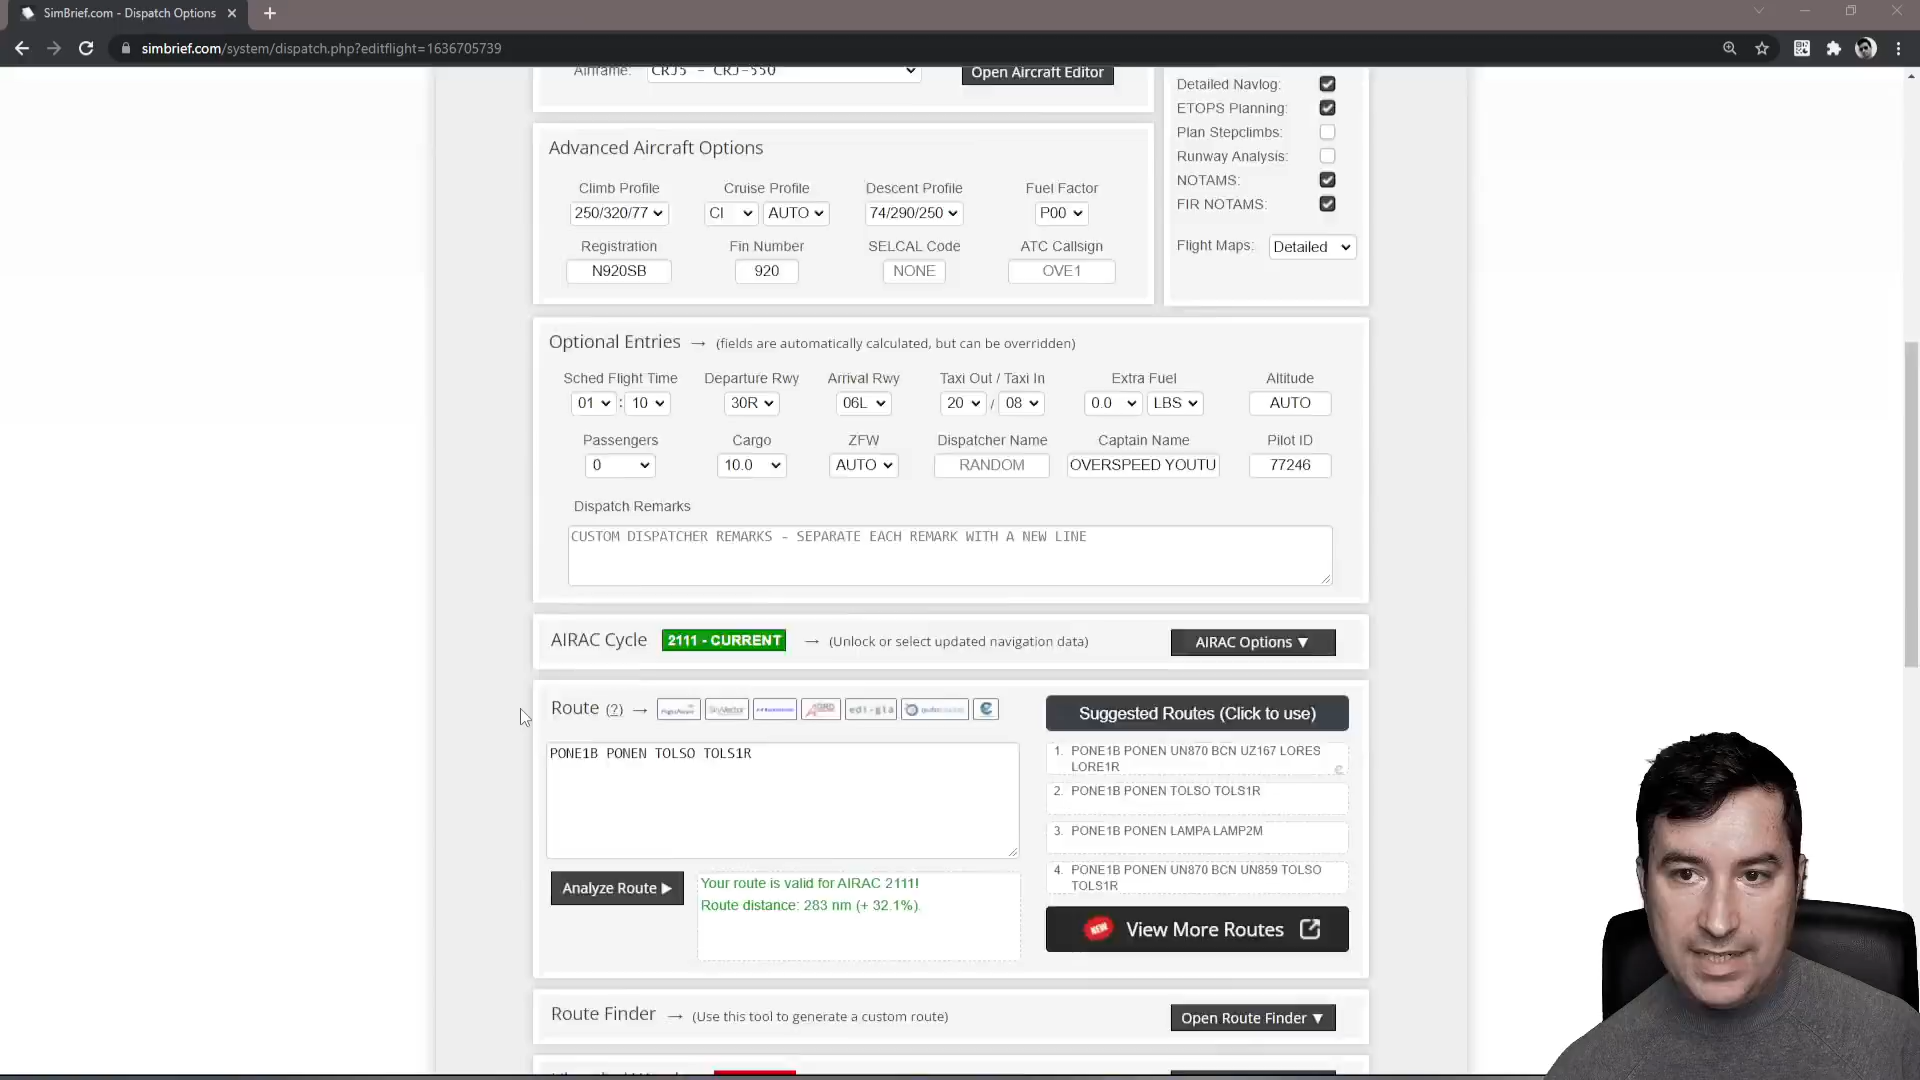 SimBrief.com - Dispatch Options
simbrief.com/system/dispatch.php?editflight=1636705739
Airframe: CRJ5 - CRJ-550 Open Aircraft Editor
Detailed Navlog:
ETOPS Planning:
Plan Stepclimbs:
Runway Analysis:
NOTAMS:
FIR NOTAMS:
Flight Maps: Detailed
Advanced Aircraft Options
Climb Profile Cruise Profile Descent Profile Fuel Factor
250/320/77 CI AUTO 74/290/250 P00
Registration Fin Number SELCAL Code ATC Callsign
N920SB 920 NONE OVE1
Optional Entries → (fields are automatically calculated, but can be overridden)
Sched Flight Time Departure Rwy Arrival Rwy Taxi Out / Taxi In Extra Fuel Altitude
01 : 10 30R 06L 20 / 08 0.0 LBS AUTO
Passengers Cargo ZFW Dispatcher Name Captain Name Pilot ID
0 10.0 AUTO RANDOM OVERSPEED YOUTU 77246
Dispatch Remarks
CUSTOM DISPATCHER REMARKS - SEPARATE EACH REMARK WITH A NEW LINE
AIRAC Cycle 2111 - CURRENT → (Unlock or select updated navigation data) AIRAC Options ▼
Route (?) → SkyVector edi-gla
PONE1B PONEN TOLSO TOLS1R
Analyze Route ▶
Your route is valid for AIRAC 2111!
Route distance: 283 nm (+ 32.1%).
Suggested Routes (Click to use)
1. PONE1B PONEN UN870 BCN UZ167 LORES
LORE1R
2. PONE1B PONEN TOLSO TOLS1R
3. PONE1B PONEN LAMPA LAMP2M
4. PONE1B PONEN UN870 BCN UN859 TOLSO
TOLS1R
NEW View More Routes
Route Finder → (Use this tool to generate a custom route) Open Route Finder ▼